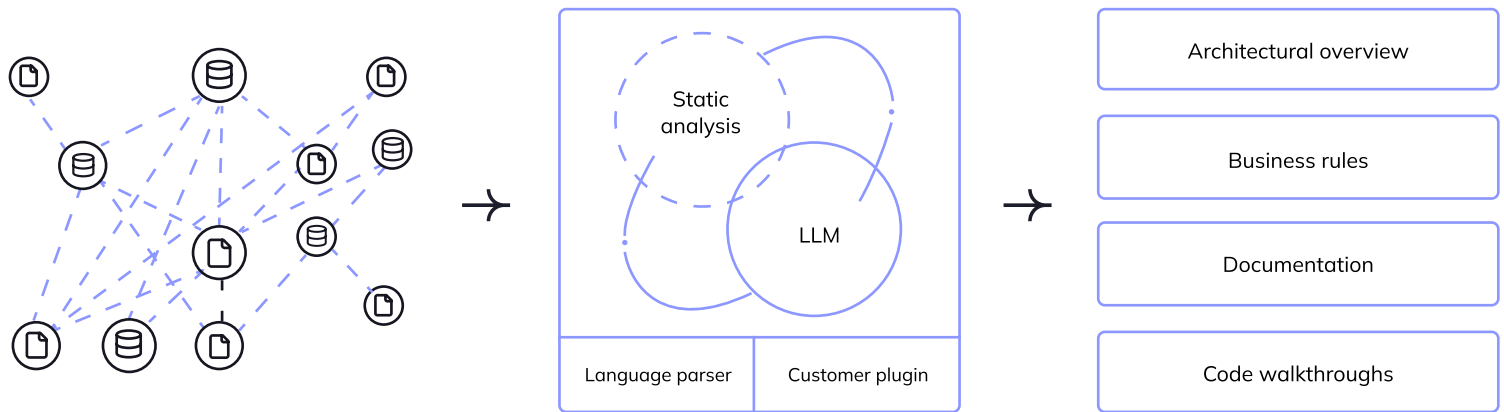 Static
analysis
LLM
Language parser
Customer plugin
Architectural overview
Business rules
Documentation
Code walkthroughs